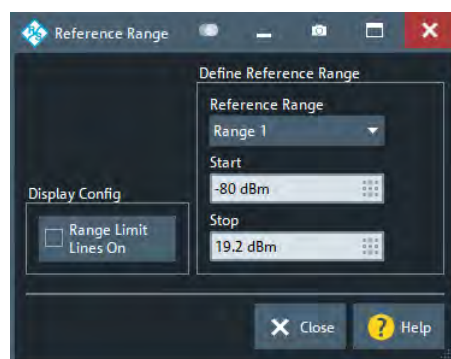 Reference Range
Define Reference Range
Reference Range
Range 1
Start
-80 dBm
Display Config
Range Limit
Lines On
Stop
19.2 dBm
Close
? Help